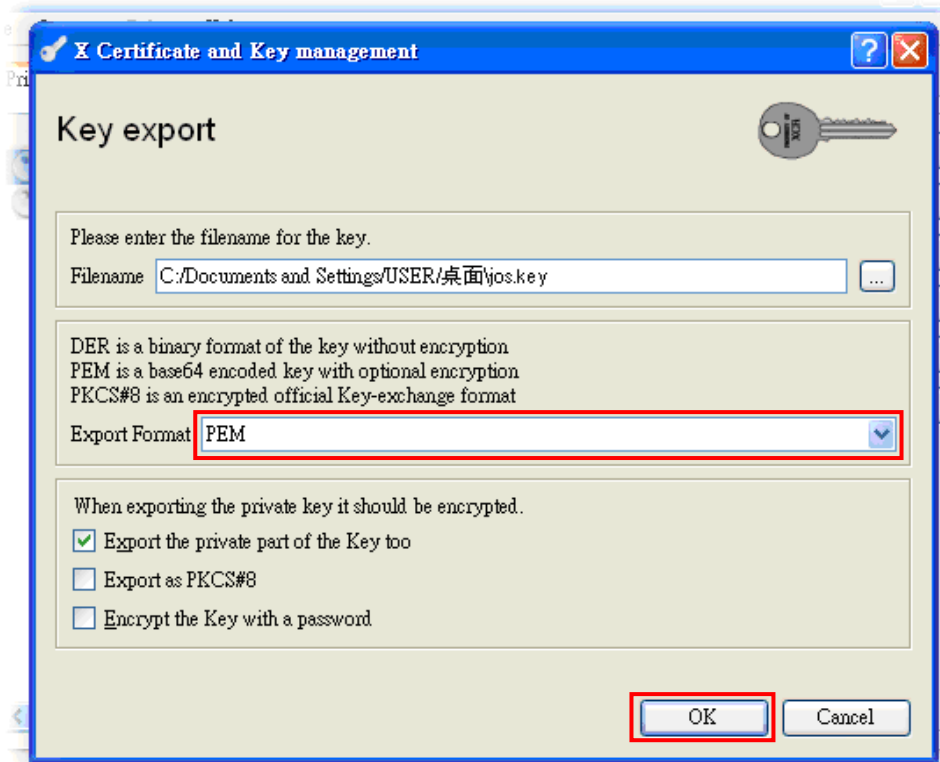 X Certificate and Key management
Pri
Key export
Please enter the filename for the key.
Filename C:/Documents and Settings/USER/桌面\jos.key ...
DER is a binary format of the key without encryption
PEM is a base64 encoded key with optional encryption
PKCS#8 is an encrypted official Key-exchange format
Export Format PEM
When exporting the private key it should be encrypted.
Export the private part of the Key too
Export as PKCS#8
Encrypt the Key with a password
OK Cancel